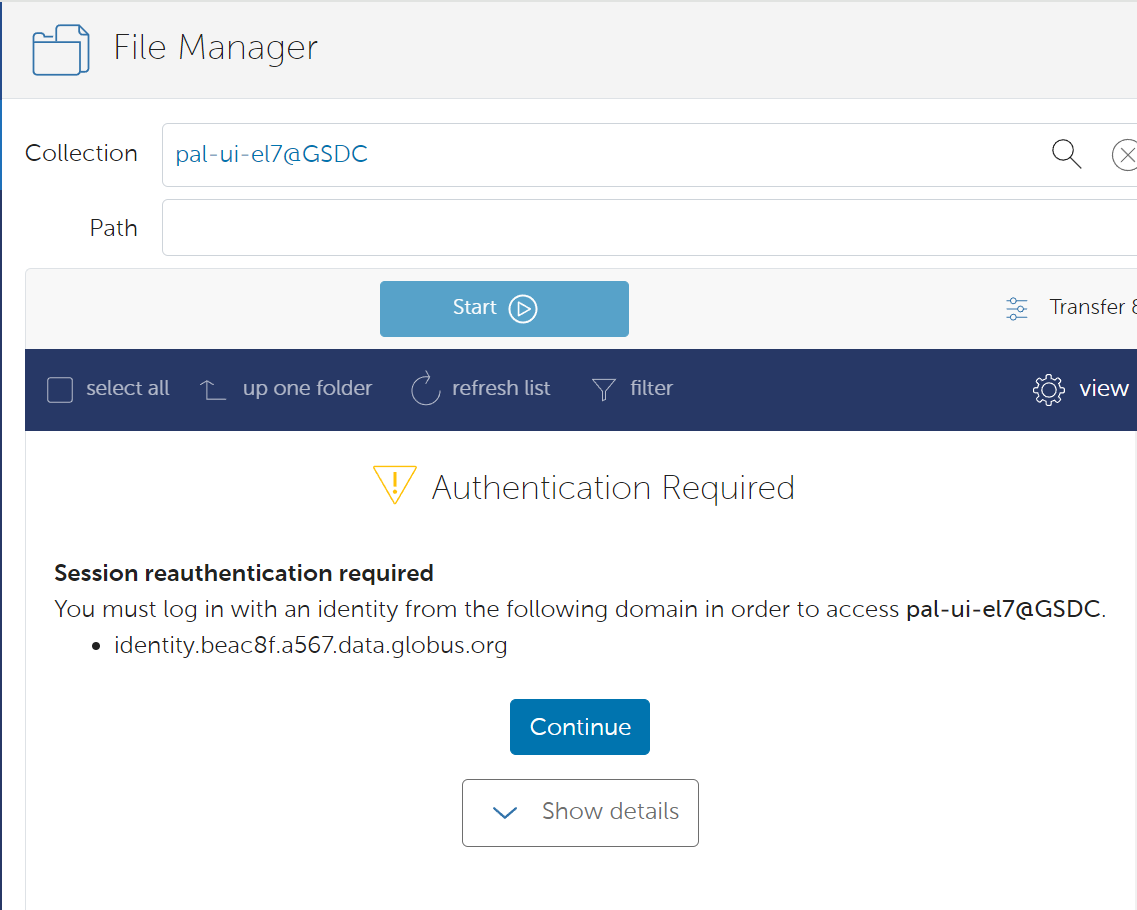 File Manager
Collection
pal-ui-el7@GSDC
Path
Start
Transfer
select all
up one folder
refresh list
filter
view
Authentication Required
Session reauthentication required
You must log in with an identity from the following domain in order to access pal-ui-el7@GSDC.
• identity.beac8f.a567.data.globus.org
Continue
Show details